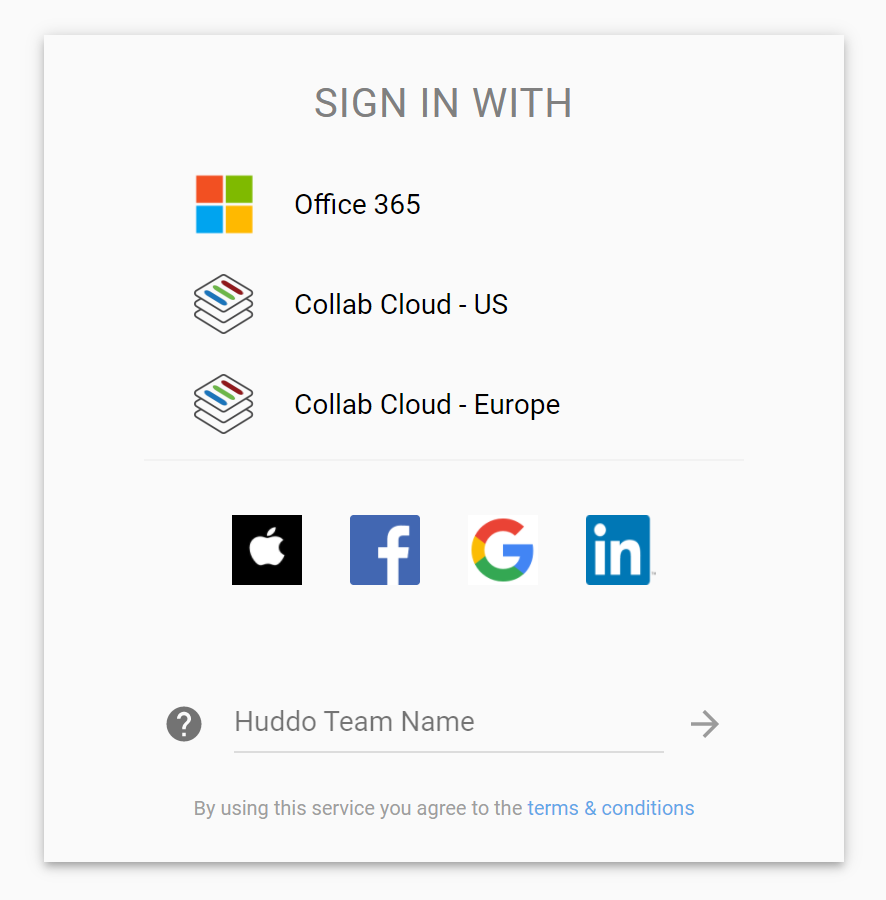 SIGN IN WITH
Office 365
Collab Cloud - US
Collab Cloud - Europe
f G in
? Huddo Team Name
By using this service you agree to the terms & conditions